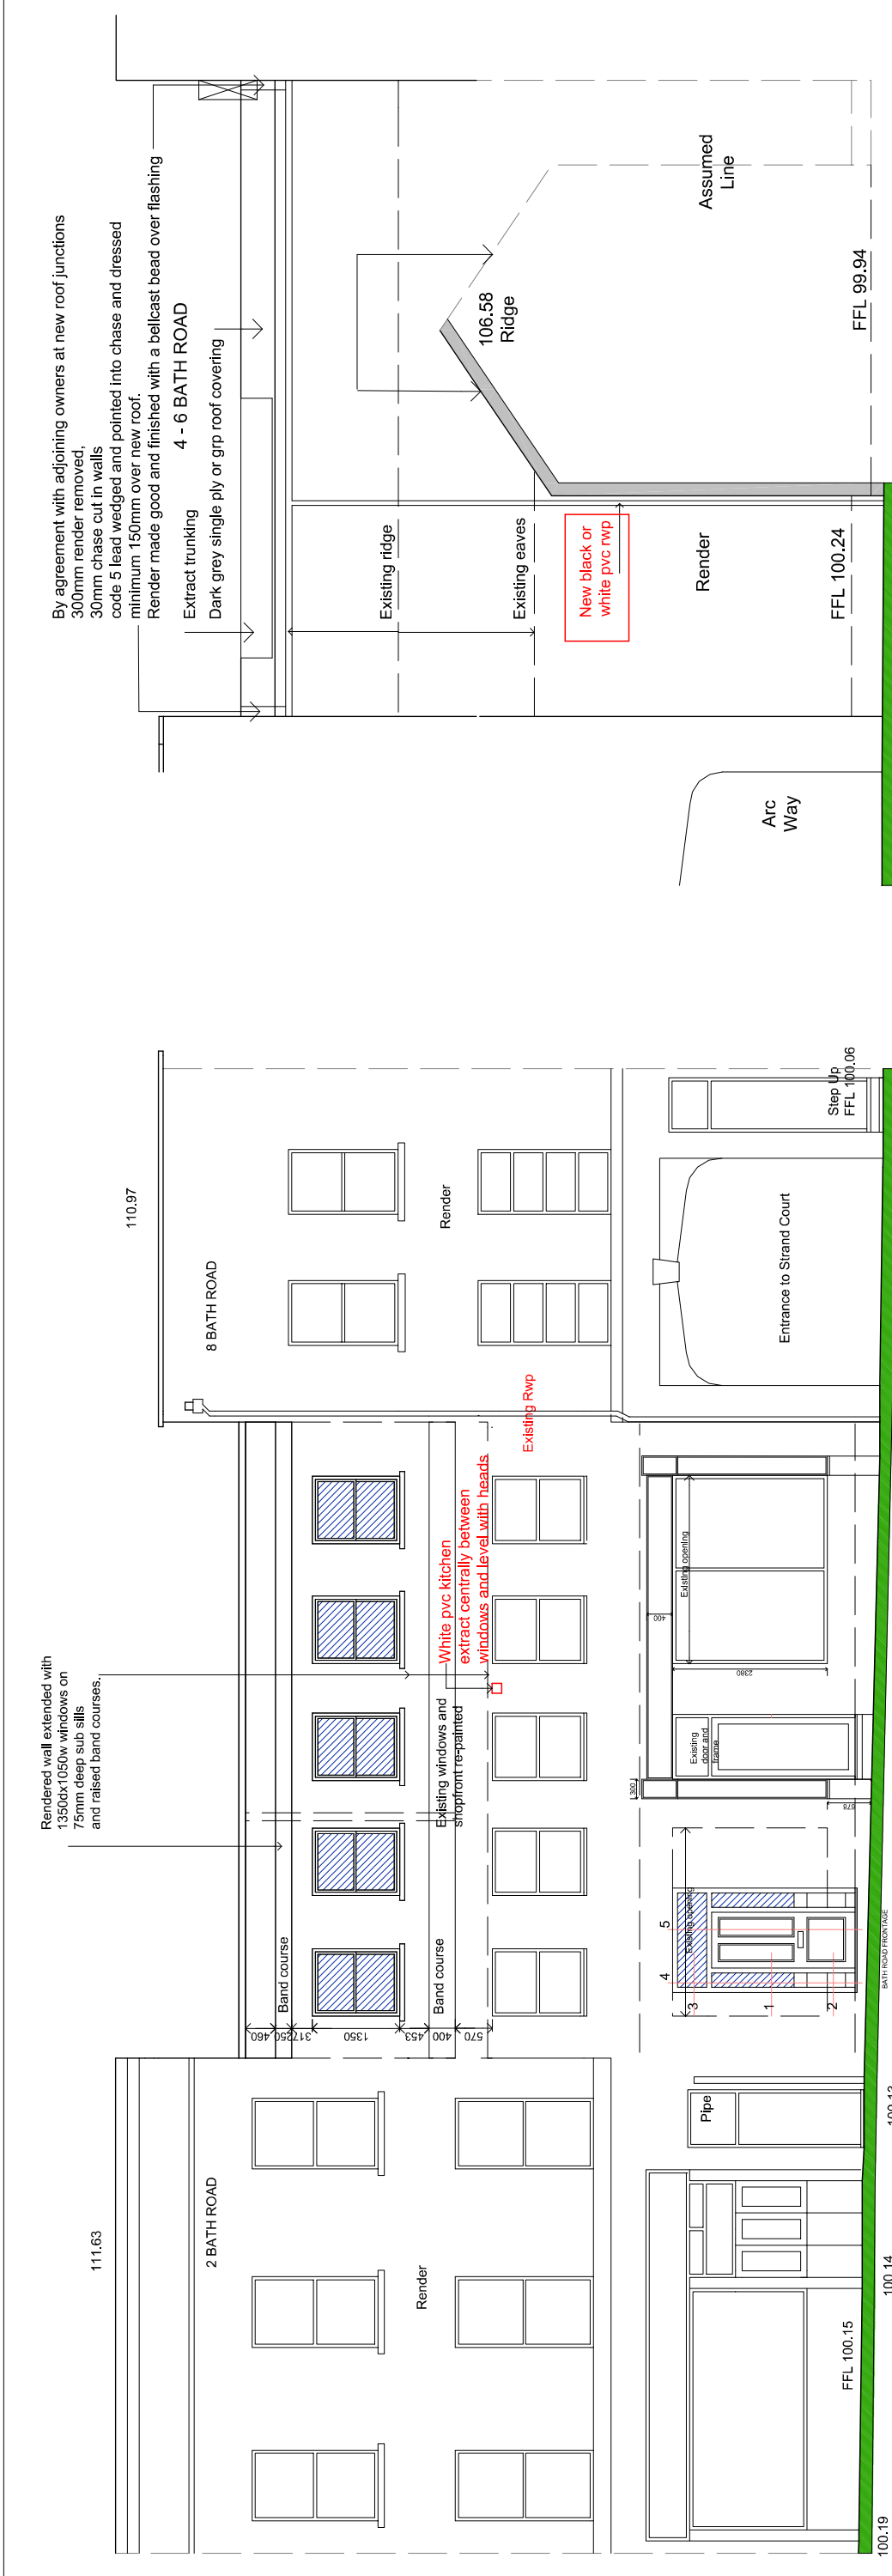 111.63
2 BATH ROAD
Render
Pipe
FFL 100.15
100.19
100.14
Rendered wall extended with
1350dx1050w windows on
75mm deep sub sills
and raised band courses.
Band course
Band course
460
250
317
1350
453
400
570
Existing windows and
shopfront re-painted
White pvc kitchen
extract centrally between
windows and level with heads
Existing Rwp
Existing opening
3
1
2
4
5
300
678
Existing
door and
frame
400
2380
Existing opening
BATH ROAD FRONTAGE
110.97
8 BATH ROAD
Render
Entrance to Strand Court
Step Up
FFL 100.06
By agreement with adjoining owners at new roof junctions
300mm render removed,
30mm chase cut in walls
code 5 lead wedged and pointed into chase and dressed
minimum 150mm over new roof.
Render made good and finished with a bellcast bead over flashing
4 - 6 BATH ROAD
Extract trunking
Dark grey single ply or grp roof covering
Existing ridge
Existing eaves
New black or
white pvc rwp
Render
FFL 100.24
Arc
Way
106.58
Ridge
Assumed
Line
FFL 99.94